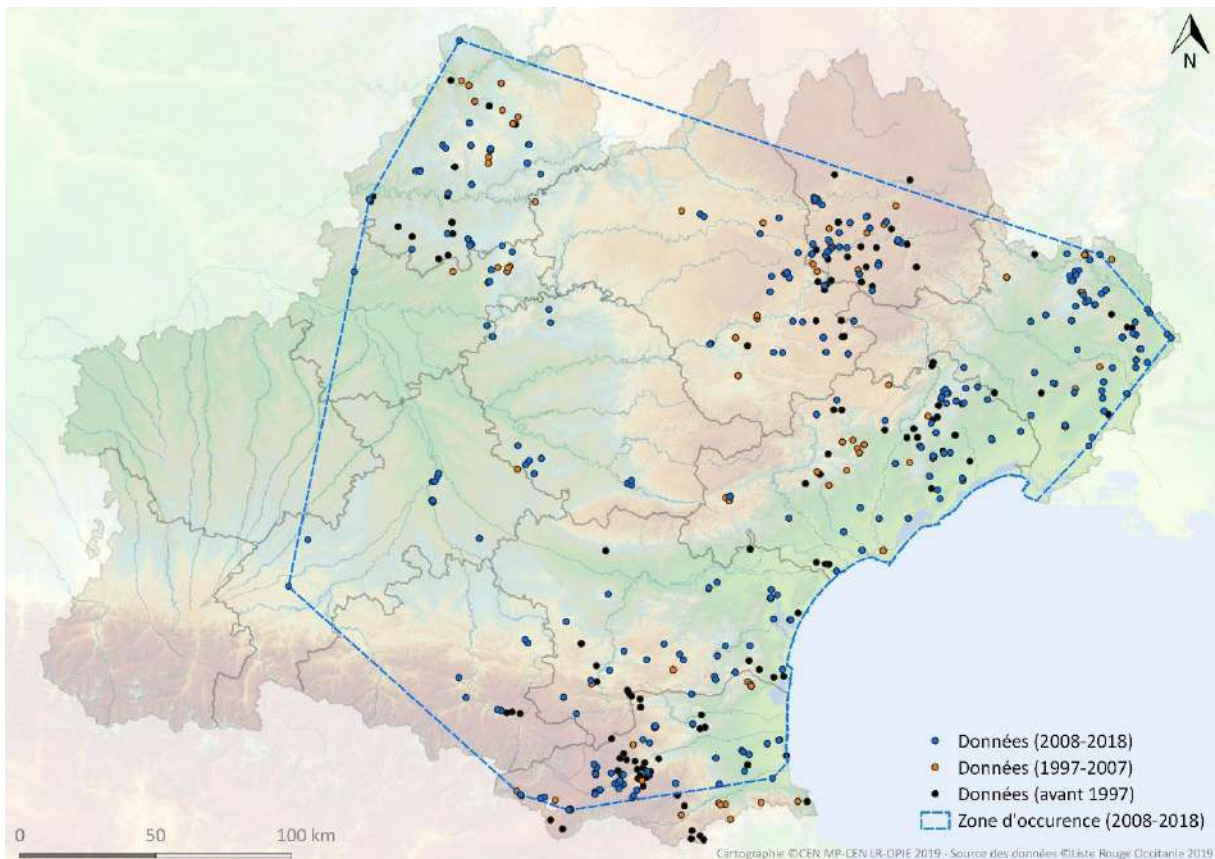 N
Données (2008-2018)
Données (1997-2007)
Données (avant 1997)
Zone d'occurence (2008-2018)
0 50 100 km
Cartographie ©CEN MP-CEN LR-OPIE 2019 - Source des données ©Liste Rouge Occitanie 2019